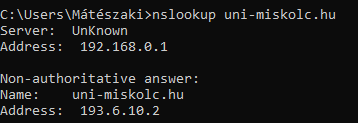 C:\Users\Mátészaki>nslookup uni-miskolc.hu
Server:  UnKnown
Address:  192.168.0.1

Non-authoritative answer:
Name:    uni-miskolc.hu
Address:  193.6.10.2